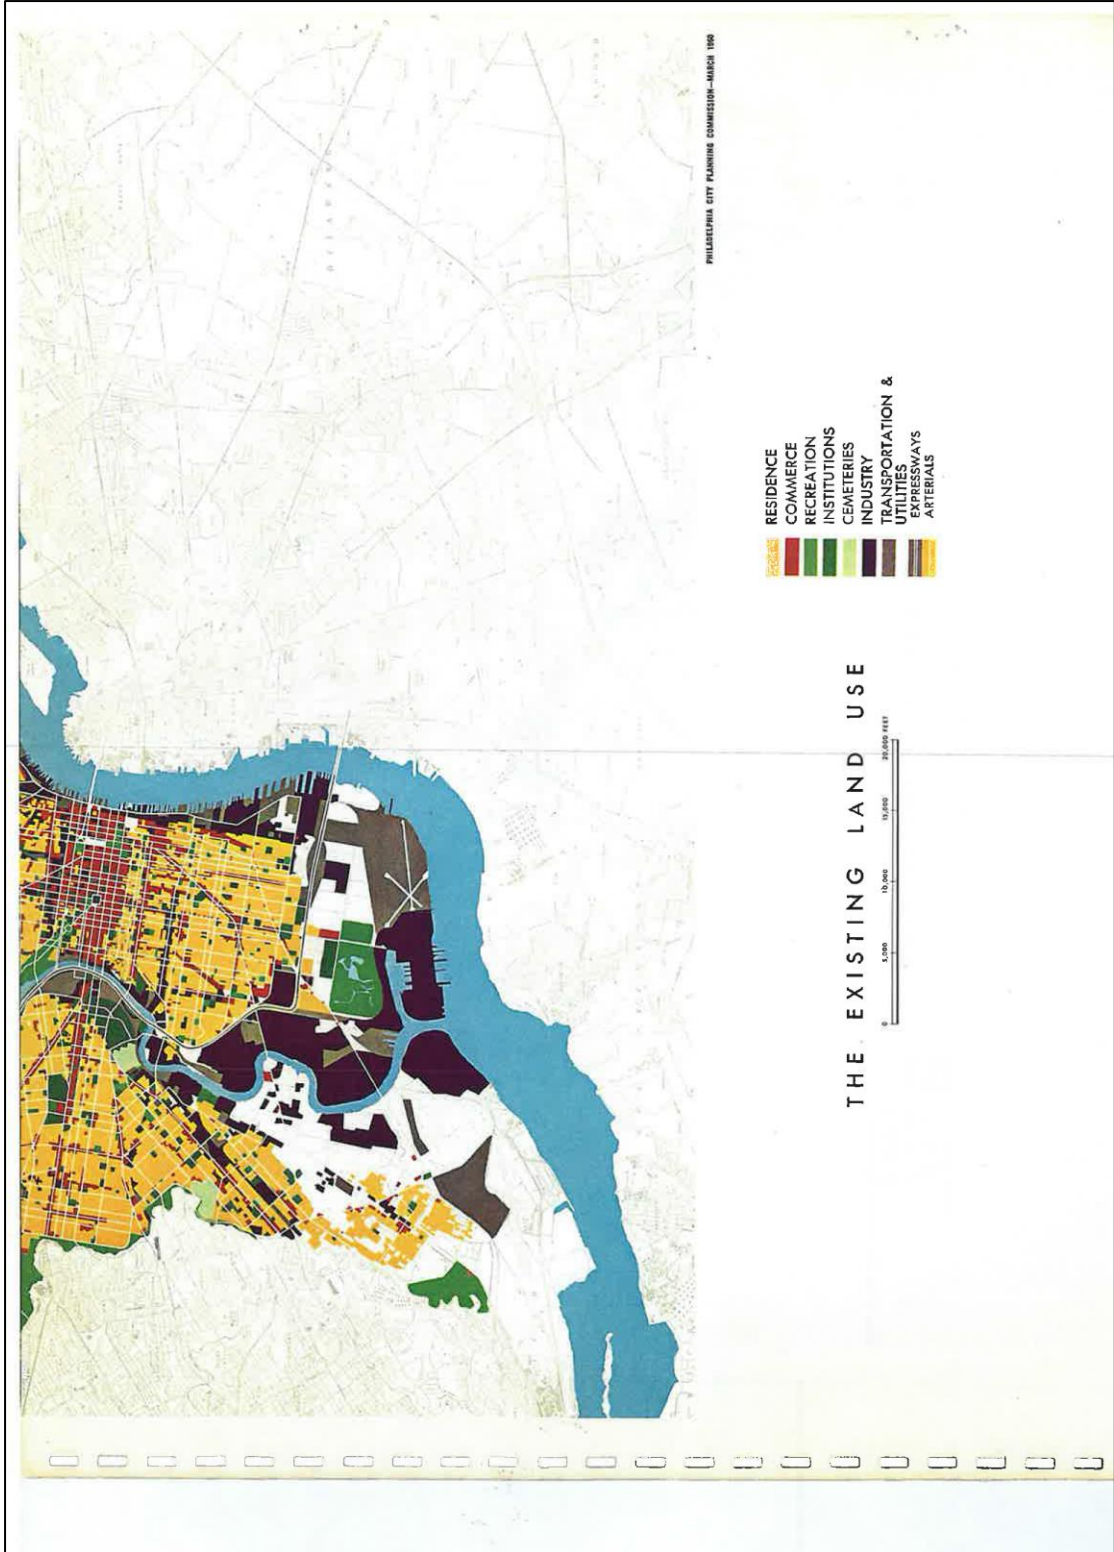 PHILADELPHIA CITY PLANNING COMMISSION—MARCH 1960
RESIDENCE
COMMERCE
RECREATION
INSTITUTIONS
CEMETERIES
INDUSTRY
TRANSPORTATION &
UTILITIES
EXPRESSWAYS
ARTERIALS
THE EXISTING LAND USE
0 5,000 10,000 15,000 20,000 FEET